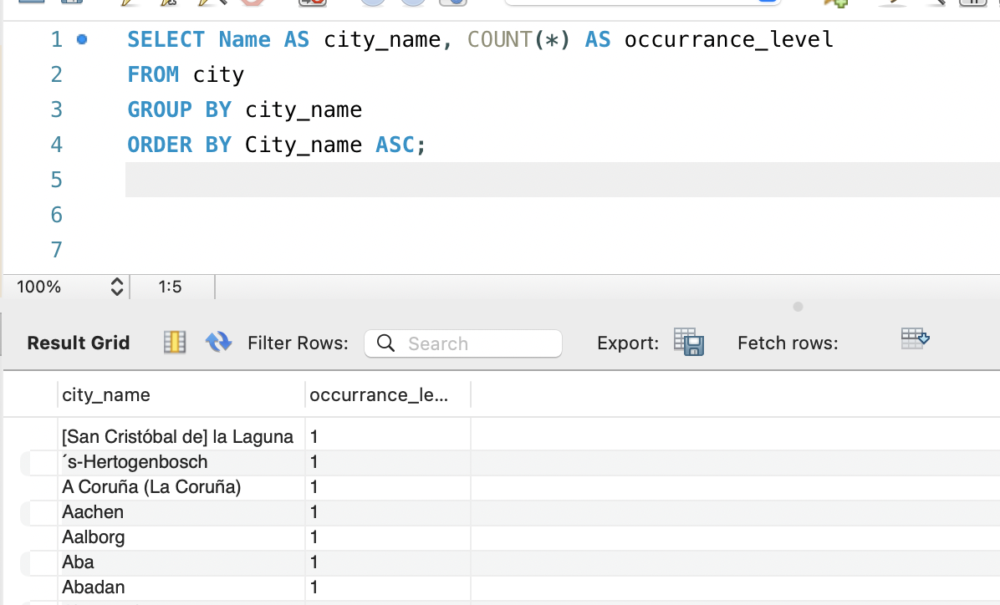 1 SELECT Name AS city_name, COUNT(*) AS occurrance_level
2 FROM city
3 GROUP BY city_name
4 ORDER BY City_name ASC;
5
6
7
100% 1:5
Result Grid Filter Rows: Search Export: Fetch rows:
city_name occurrance_le...
[San Cristóbal de] la Laguna 1
´s-Hertogenbosch 1
A Coruña (La Coruña) 1
Aachen 1
Aalborg 1
Aba 1
Abadan 1